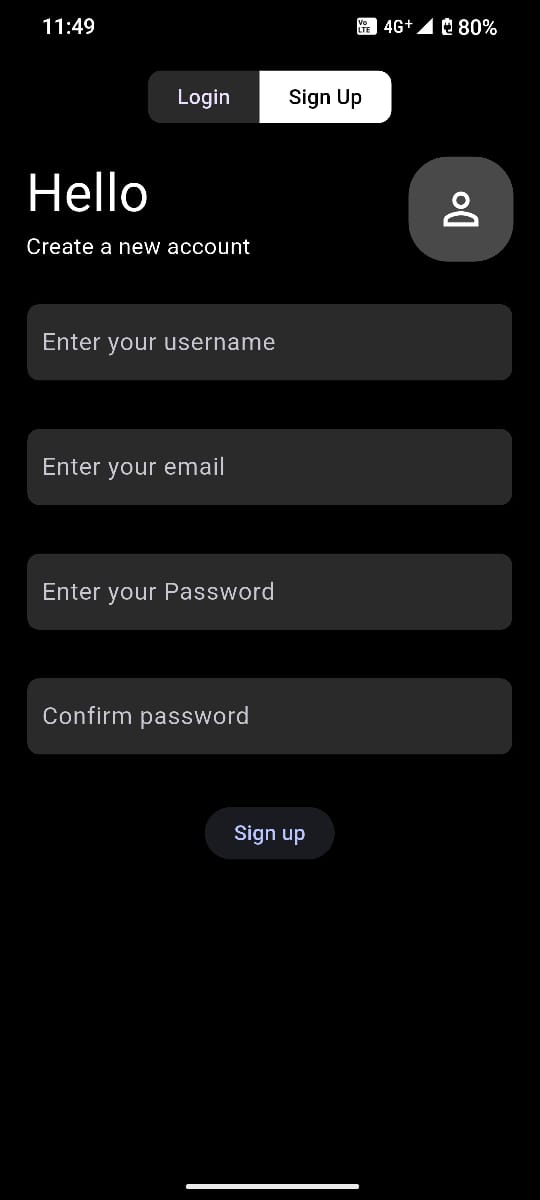 11:49 Vo LTE 4G+ 80%
Login Sign Up
Hello
Create a new account
Enter your username
Enter your email
Enter your Password
Confirm password
Sign up